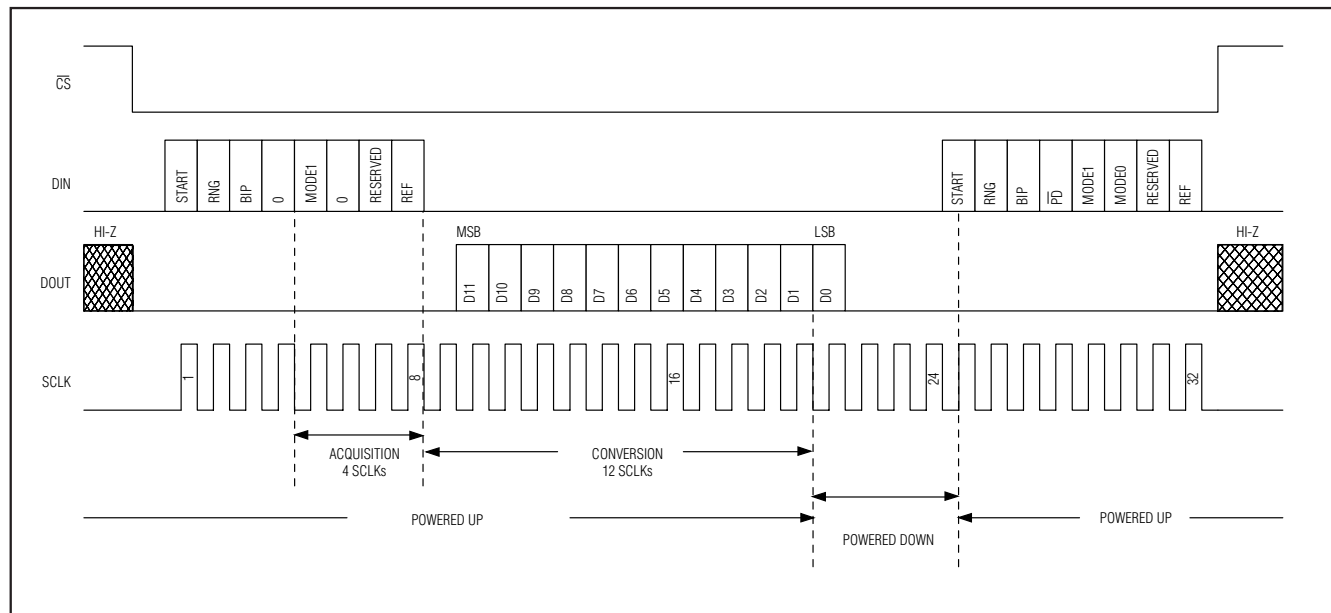 CS
DIN
START RNG BIP 0 MODE1 0 RESERVED REF
START RNG BIP PD MODE1 MODE0 RESERVED REF
HI-Z
MSB
LSB
HI-Z
DOUT
D11 D10 D9 D8 D7 D6 D5 D4 D3 D2 D1 D0
SCLK
1 8 16 24 32
ACQUISITION
4 SCLKs
CONVERSION
12 SCLKs
POWERED UP
POWERED DOWN
POWERED UP